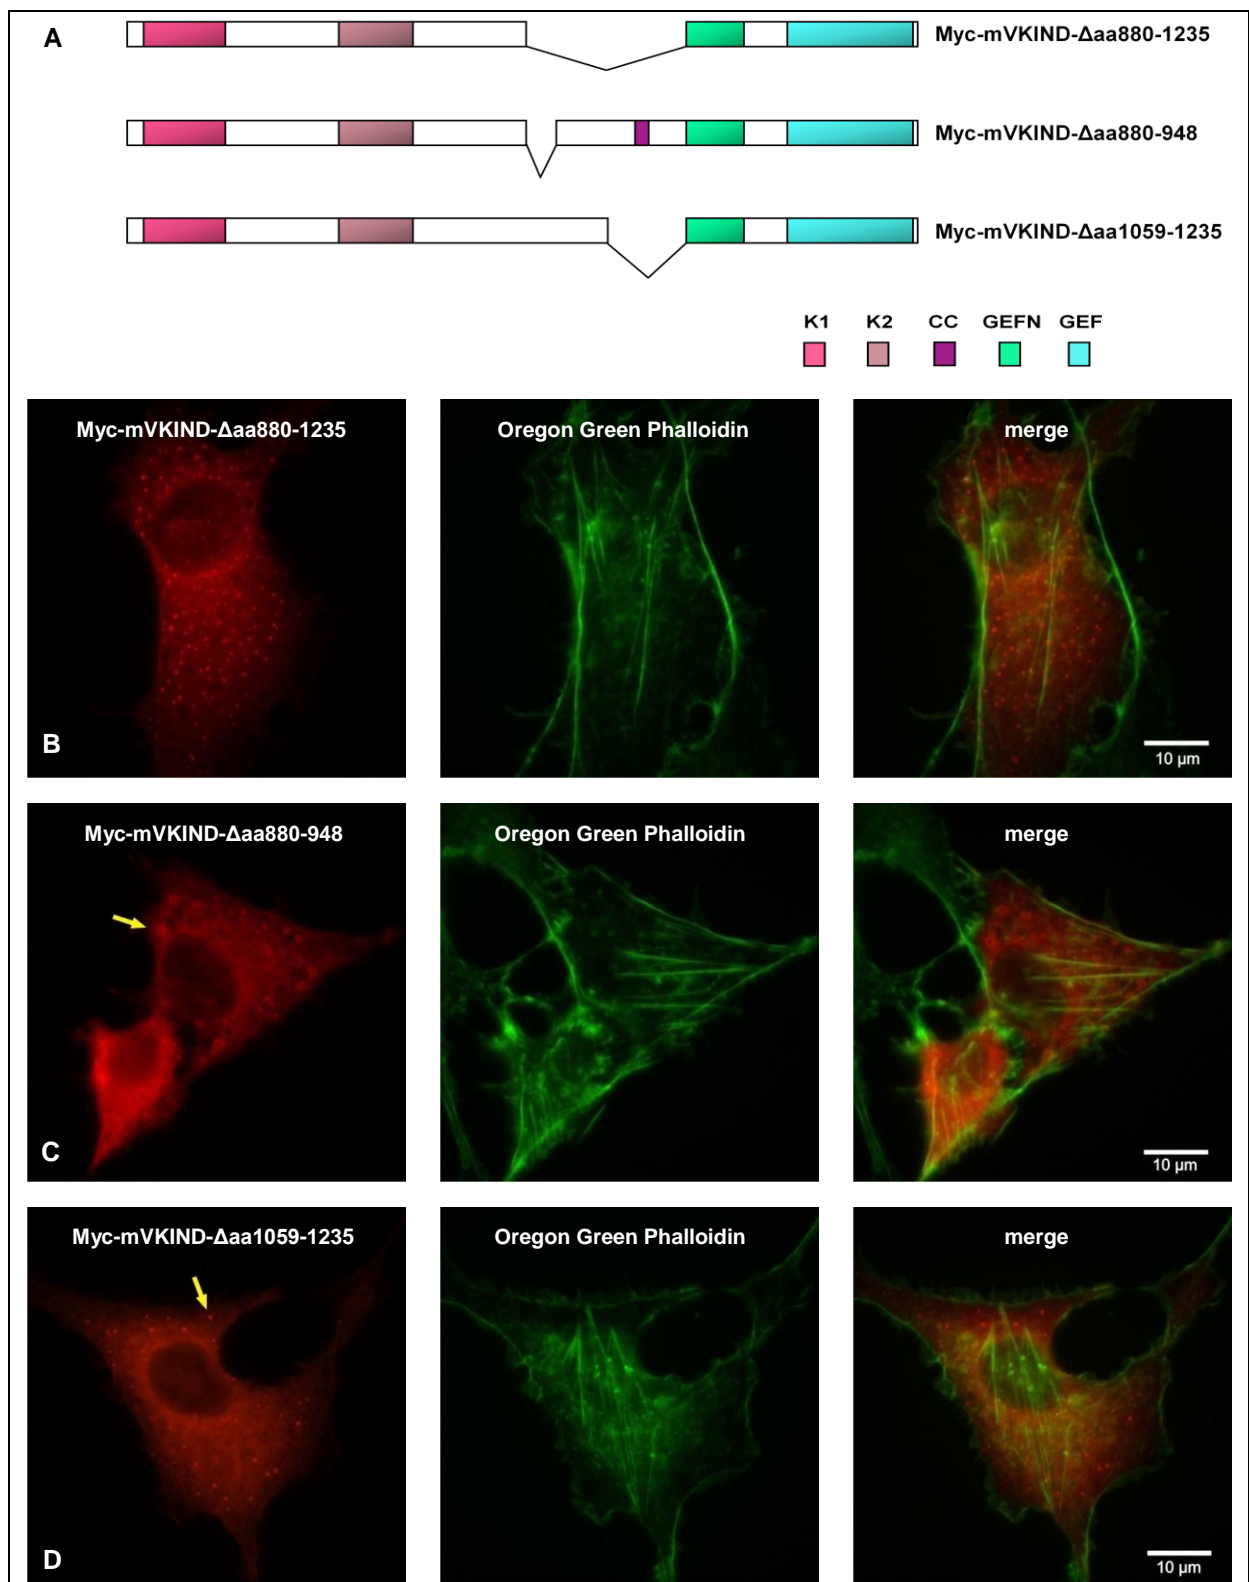 A
Myc-mVKIND-Δaa880-1235
Myc-mVKIND-Δaa880-948
Myc-mVKIND-Δaa1059-1235
K1 K2 CC GEFN GEF
Myc-mVKIND-Δaa880-1235 Oregon Green Phalloidin merge
B 10 µm
Myc-mVKIND-Δaa880-948 Oregon Green Phalloidin merge
C 10 µm
Myc-mVKIND-Δaa1059-1235 Oregon Green Phalloidin merge
D 10 µm